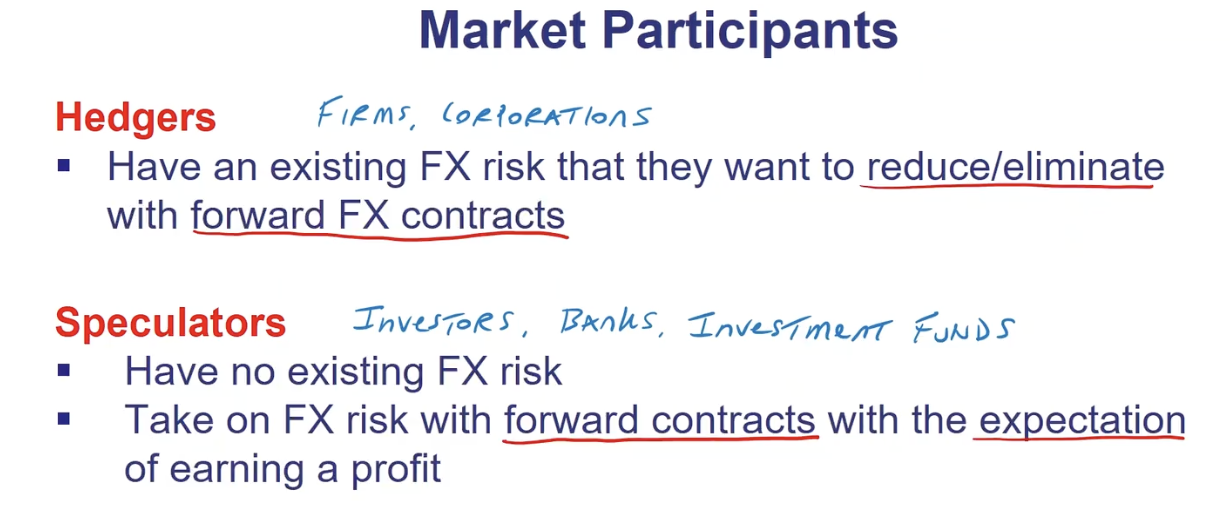 Market Participants
Hedgers FIRMS, CORPORATIONS
▪ Have an existing FX risk that they want to reduce/eliminate
with forward FX contracts
Speculators INVESTORS, BANKS, INVESTMENT FUNDS
▪ Have no existing FX risk
▪ Take on FX risk with forward contracts with the expectation
of earning a profit